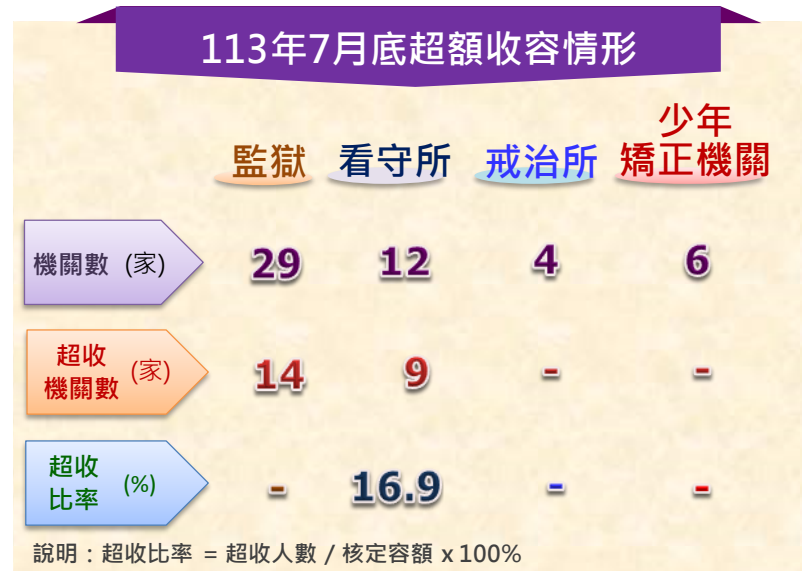 113年7月底超額收容情形
監獄 看守所 戒治所 少年
矯正機關
機關數 (家) 29 12 4 6
超收
機關數 (家) 14 9 - -
超收
比率 (%) - 16.9 - -
說明：超收比率 = 超收人數 / 核定容額 x 100%